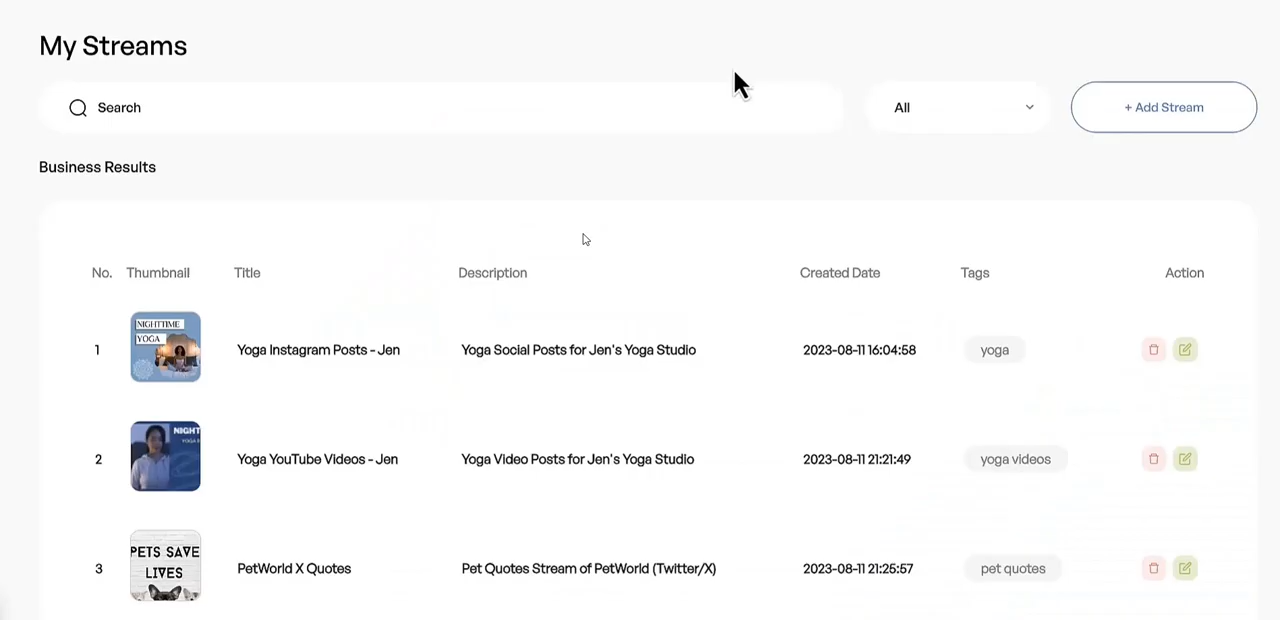 My Streams
Search
All
+ Add Stream
Business Results
No. Thumbnail Title Description Created Date Tags Action
NIGHTTIME
YOGA
1 Yoga Instagram Posts - Jen Yoga Social Posts for Jen's Yoga Studio 2023-08-11 16:04:58 yoga
NIGHT
2 Yoga YouTube Videos - Jen Yoga Video Posts for Jen's Yoga Studio 2023-08-11 21:21:49 yoga videos
PETS SAVE
LIVES
3 PetWorld X Quotes Pet Quotes Stream of PetWorld (Twitter/X) 2023-08-11 21:25:57 pet quotes